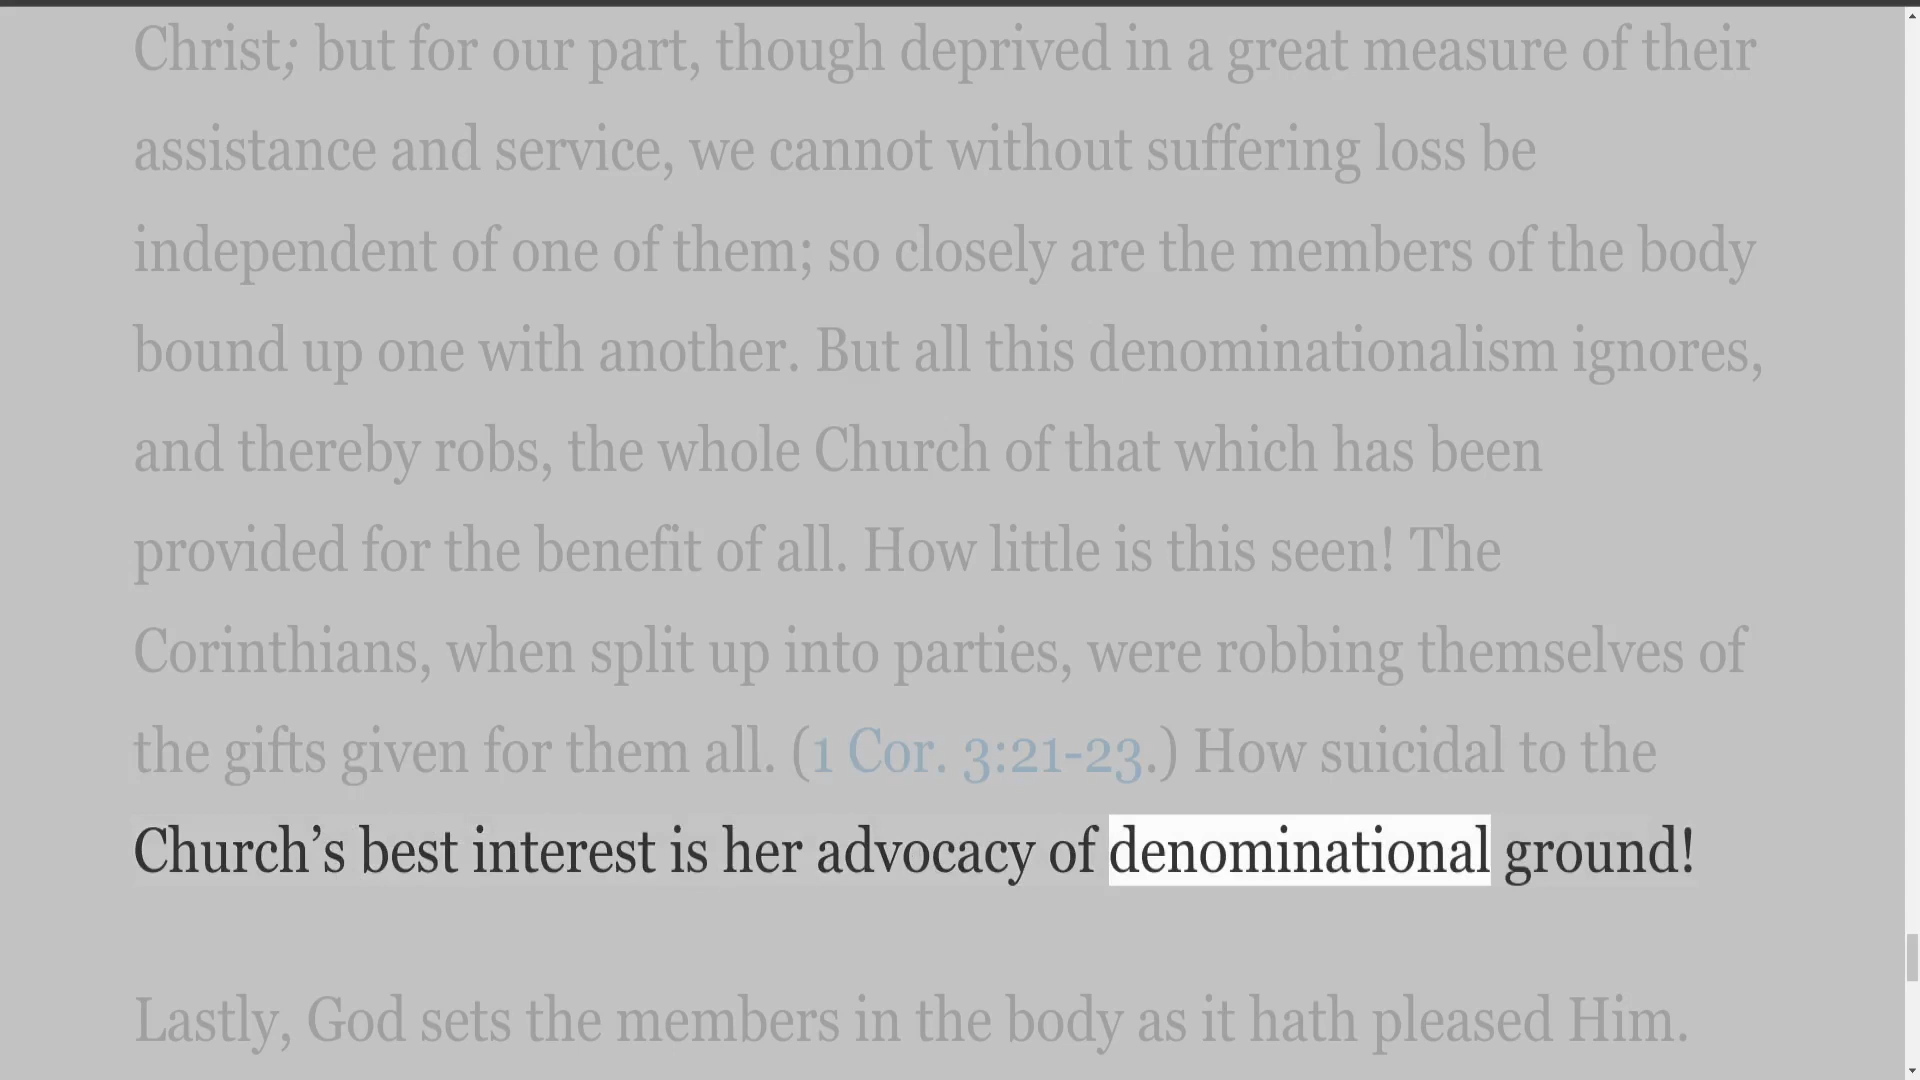 Christ; but for our part, though deprived in a great measure of their
assistance and service, we cannot without suffering loss be
independent of one of them; so closely are the members of the body
bound up one with another. But all this denominationalism ignores,
and thereby robs, the whole Church of that which has been
provided for the benefit of all. How little is this seen! The
Corinthians, when split up into parties, were robbing themselves of
the gifts given for them all. (1 Cor. 3:21-23.) How suicidal to the
Church’s best interest is her advocacy of denominational ground!
Lastly, God sets the members in the body as it hath pleased Him.